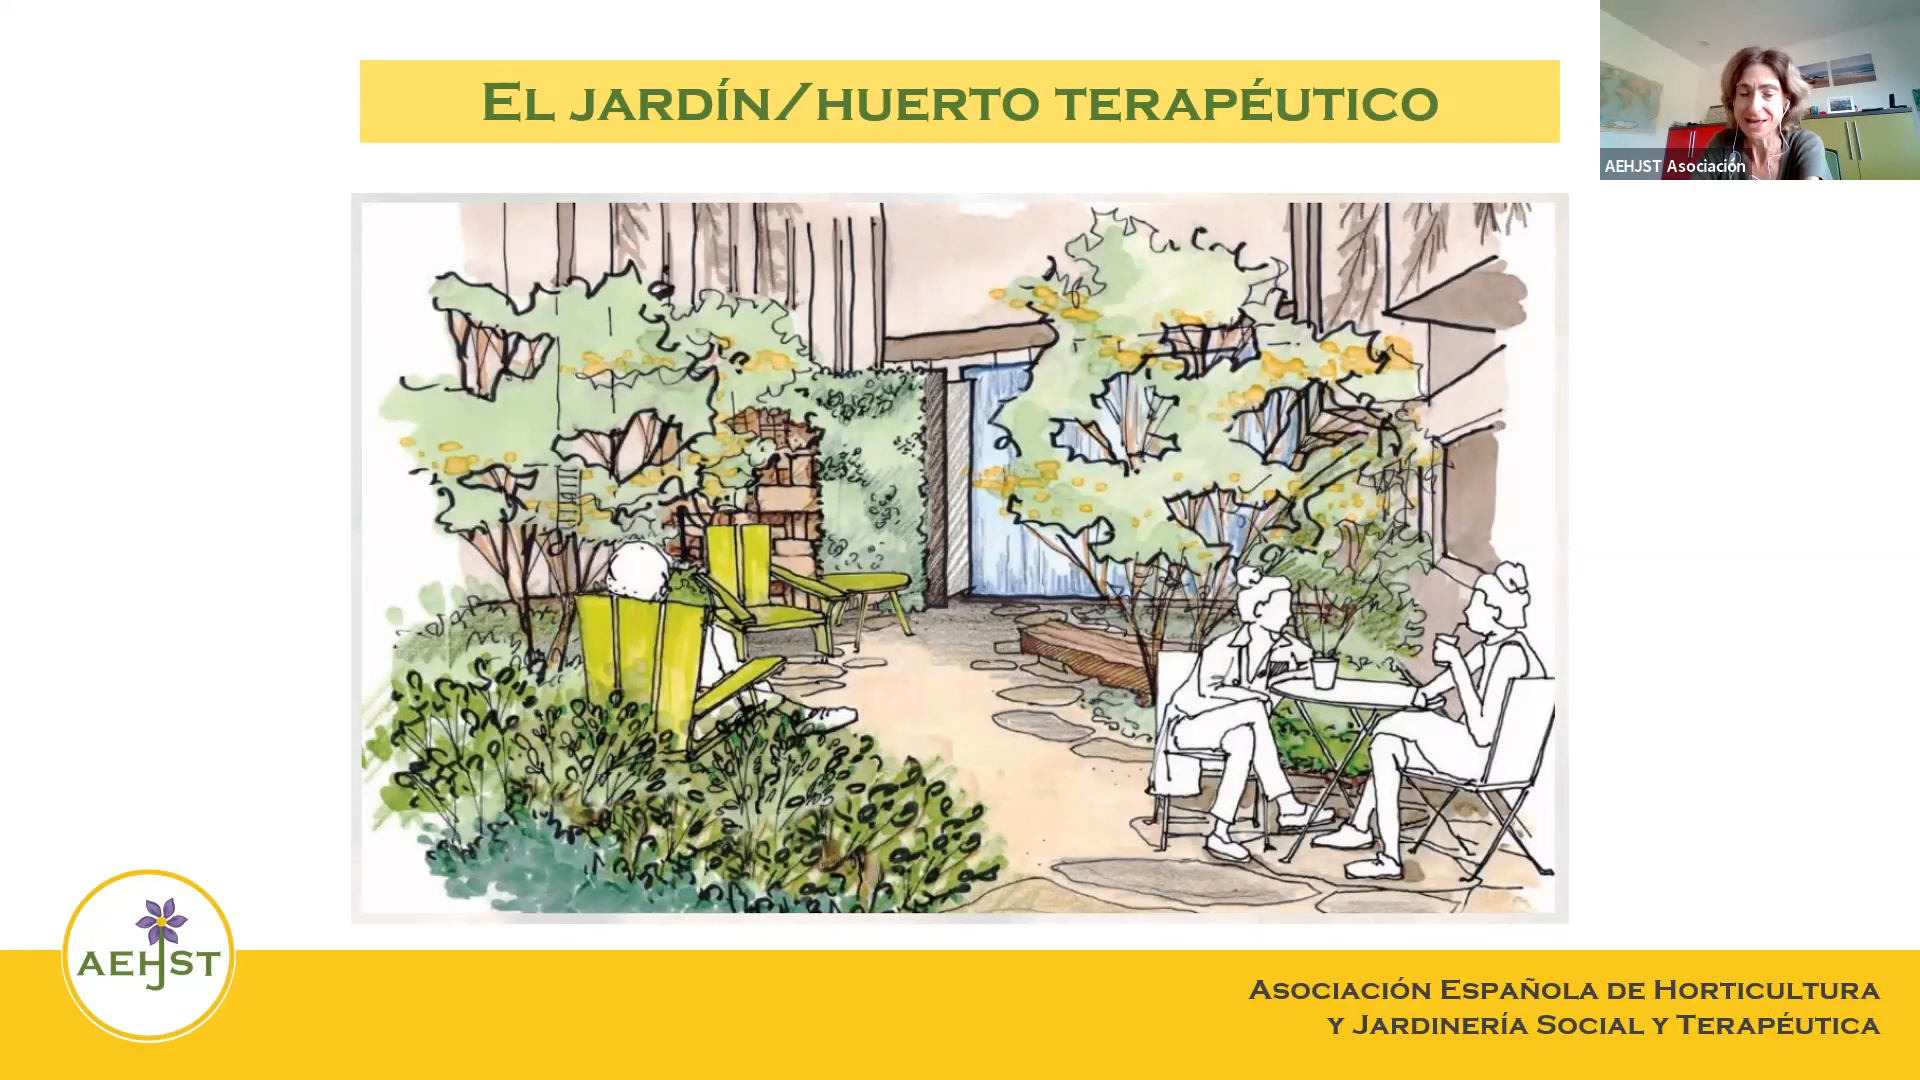 El jardín/huerto terapéutico
AEHJST Asociación
AEHJST
Asociación Española de Horticultura
y Jardinería Social y Terapéutica